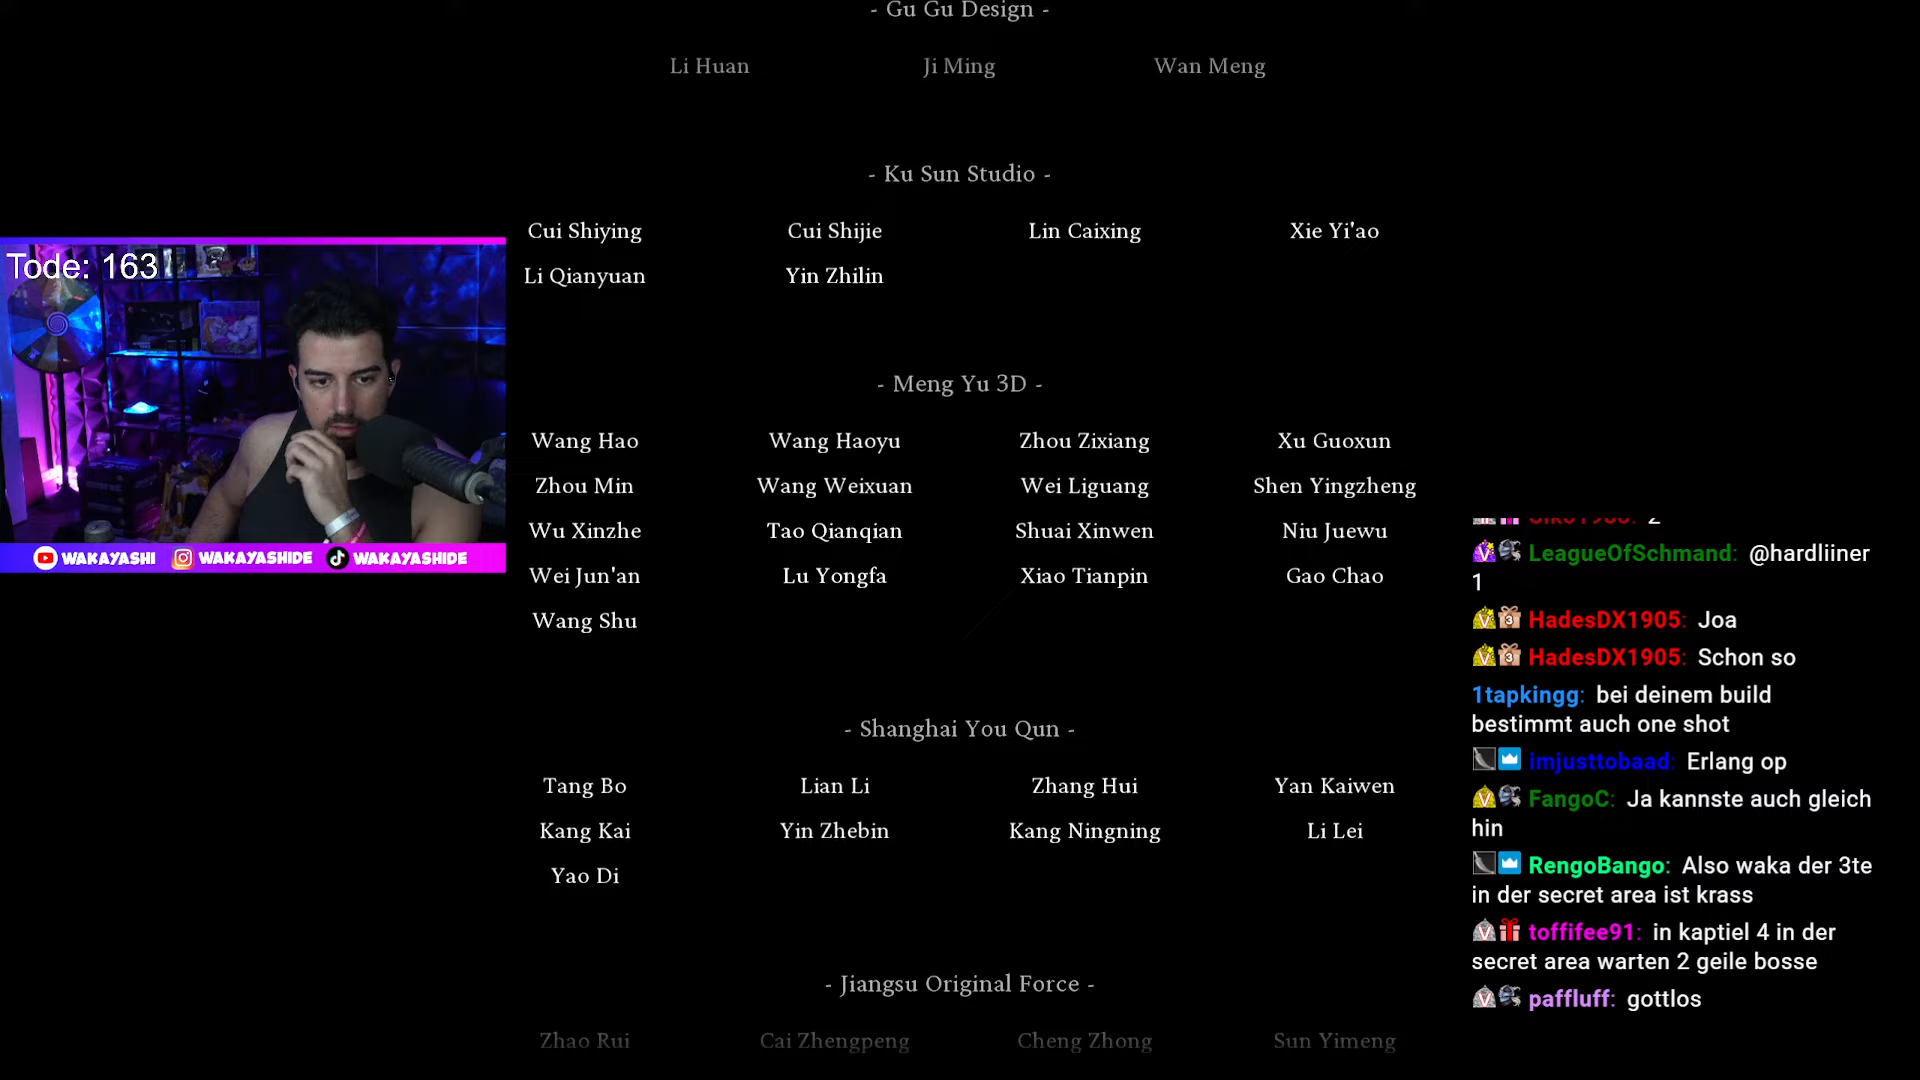 - Gu Gu Design -
Li Huan Ji Ming Wan Meng
- Ku Sun Studio -
Cui Shiying Cui Shijie Lin Caixing Xie Yi'ao
Li Qianyuan Yin Zhilin
- Meng Yu 3D -
Wang Hao Wang Haoyu Zhou Zixiang Xu Guoxun
Zhou Min Wang Weixuan Wei Liguang Shen Yingzheng
Wu Xinzhe Tao Qianqian Shuai Xinwen Niu Juewu
Wei Jun'an Lu Yongfa Xiao Tianpin Gao Chao
Wang Shu
- Shanghai You Qun -
Tang Bo Lian Li Zhang Hui Yan Kaiwen
Kang Kai Yin Zhebin Kang Ningning Li Lei
Yao Di
- Jiangsu Original Force -
Zhao Rui Cai Zhengpeng Cheng Zhong Sun Yimeng
Tode: 163
WAKAYASHI WAKAYASHIDE WAKAYASHIDE
LeagueOfSchmand: @hardliiner
1
HadesDX1905: Joa
HadesDX1905: Schon so
1tapkingg: bei deinem build
bestimmt auch one shot
imjusttobaad: Erlang op
FangoC: Ja kannste auch gleich
hin
RengoBango: Also waka der 3te
in der secret area ist krass
toffifee91: in kaptiel 4 in der
secret area warten 2 geile bosse
paffluff: gottlos